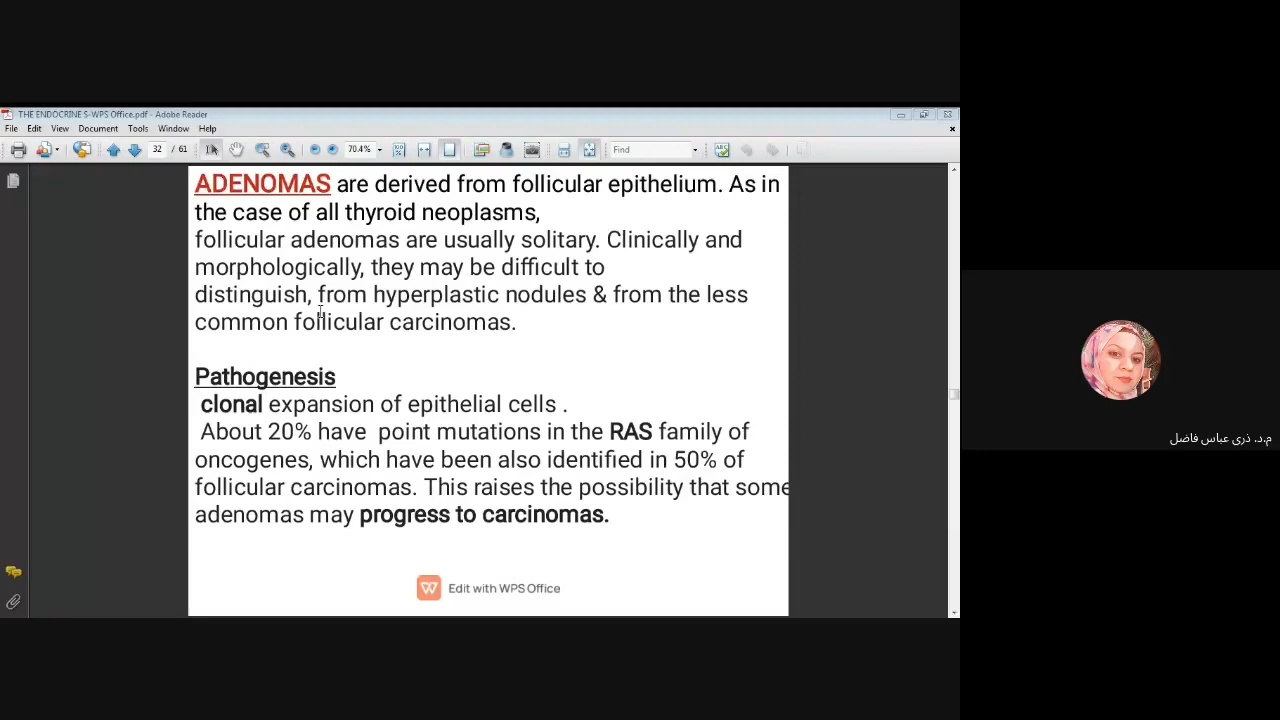 THE ENDOCRINE S-WPS Office.pdf - Adobe Reader
File Edit View Document Tools Window Help
32 / 61 70.4% Find
ADENOMAS are derived from follicular epithelium. As in
the case of all thyroid neoplasms,
follicular adenomas are usually solitary. Clinically and
morphologically, they may be difficult to
distinguish, from hyperplastic nodules & from the less
common follicular carcinomas.
Pathogenesis
clonal expansion of epithelial cells .
About 20% have point mutations in the RAS family of
oncogenes, which have been also identified in 50% of
follicular carcinomas. This raises the possibility that some
adenomas may progress to carcinomas.
Edit with WPS Office
م.د. ذرى عباس فاضل